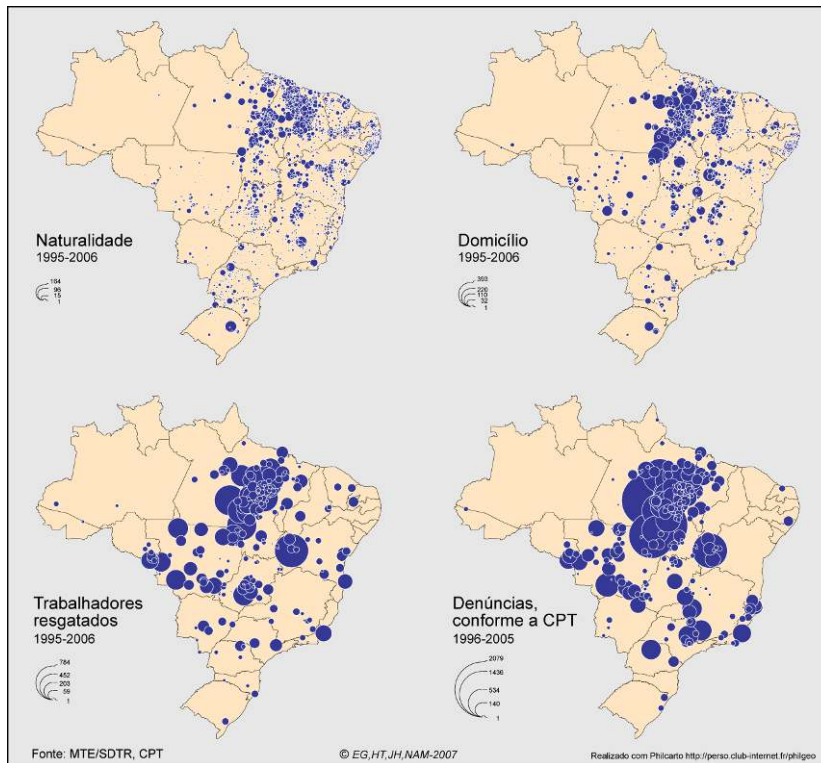 Naturalidade
1995-2006
184
96
15
1
Domicílio
1995-2006
393
220
110
32
1
Trabalhadores
resgatados
1995-2006
784
452
203
59
1
Denúncias,
conforme a CPT
1996-2005
2079
1436
534
140
1
Fonte: MTE/SDTR, CPT
© EG,HT,JH,NAM-2007
Realizado com Philcarto http://perso.club-internet.fr/philgeo